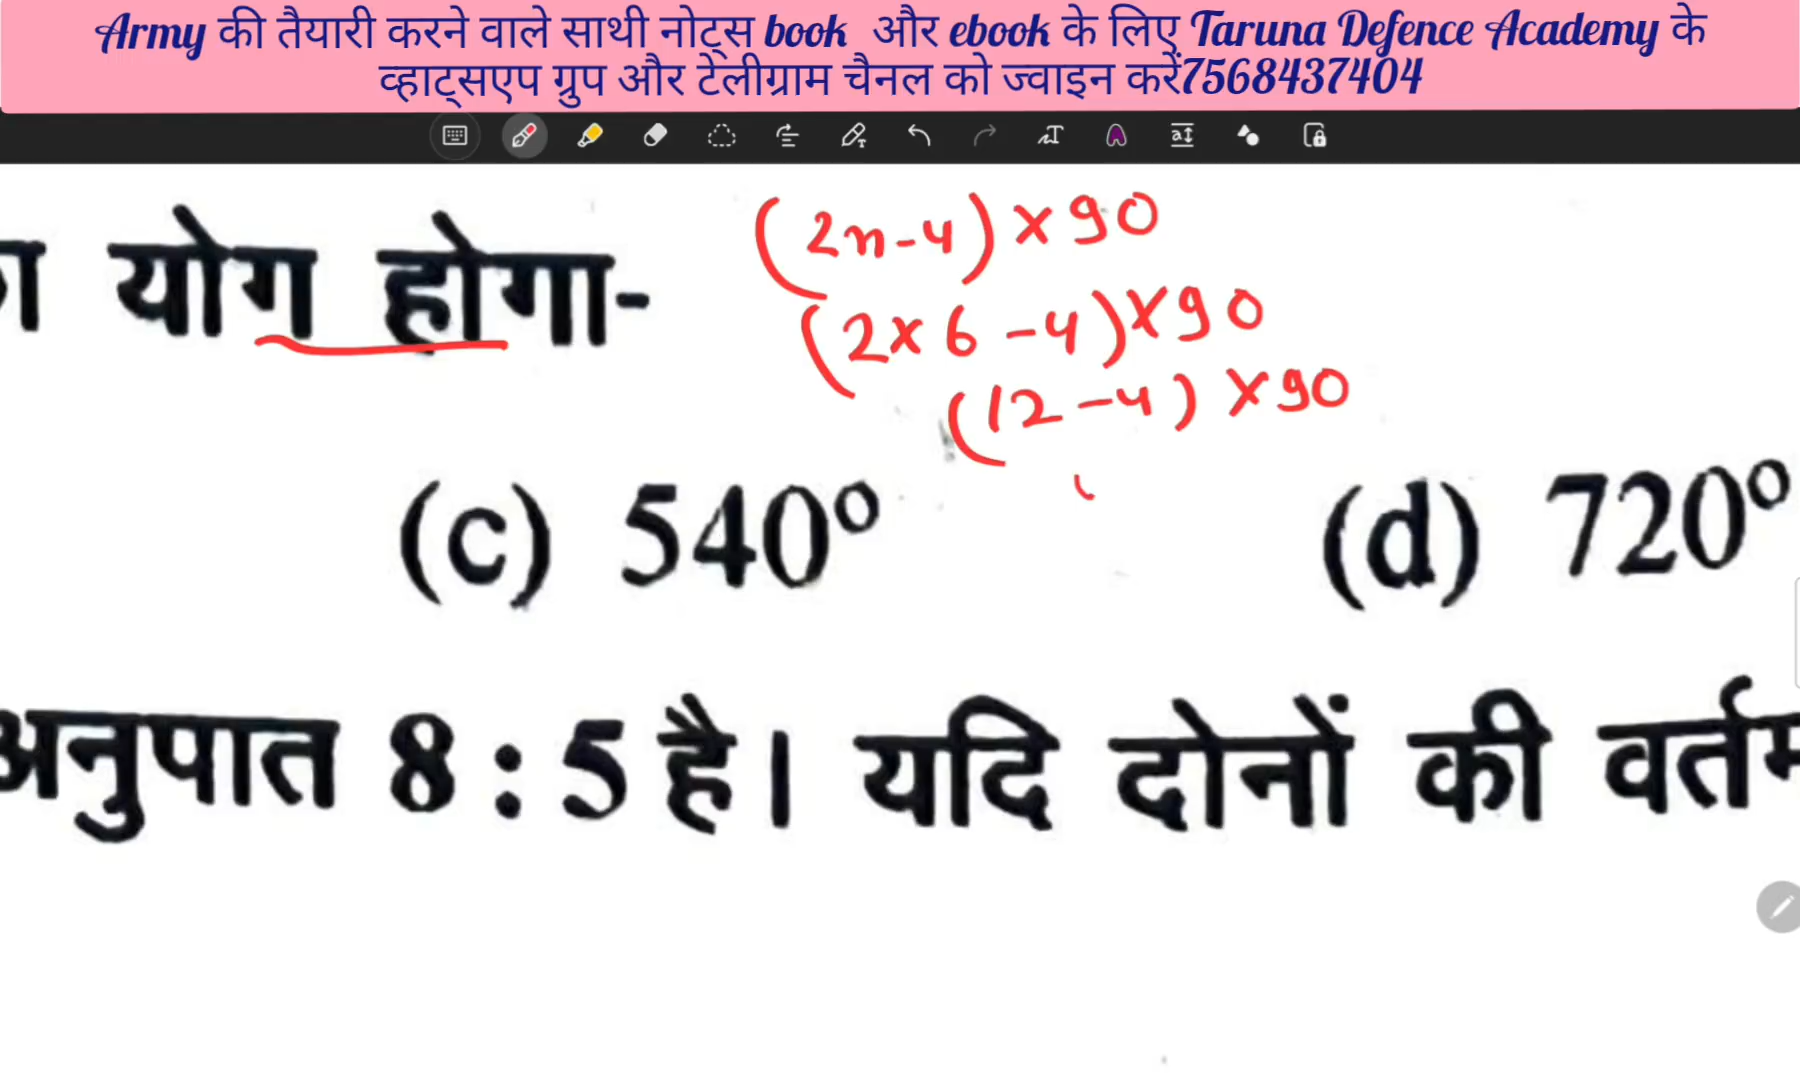 Army की तैयारी करने वाले साथी नोट्स book और ebook के लिए Taruna Defence Academy के
व्हाट्सएप ग्रुप और टेलीग्राम चैनल को ज्वाइन करें7568437404
योग होगा-
(2n-4)×90
(2×6-4)×90
(12-4)×90
(c) 540° (d) 720°
अनुपात 8 : 5 है। यदि दोनों की